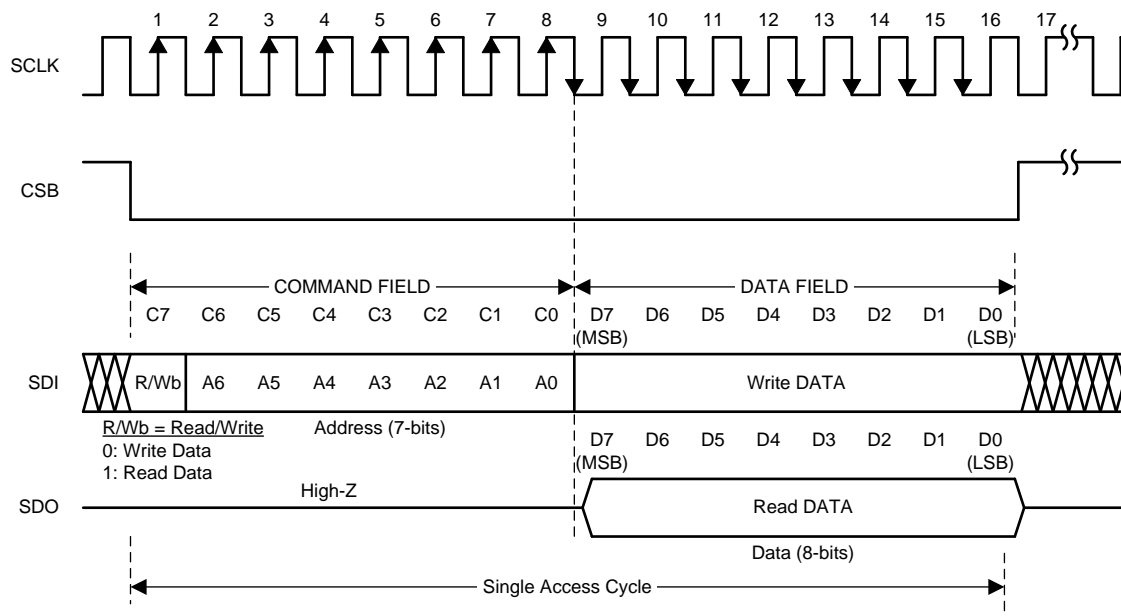 1 2 3 4 5 6 7 8 9 10 11 12 13 14 15 16 17
SCLK
CSB
COMMAND FIELD DATA FIELD
C7 C6 C5 C4 C3 C2 C1 C0 D7 D6 D5 D4 D3 D2 D1 D0
(MSB) (LSB)
SDI R/Wb A6 A5 A4 A3 A2 A1 A0 Write DATA
R/Wb = Read/Write Address (7-bits)
0: Write Data
1: Read Data
D7 D6 D5 D4 D3 D2 D1 D0
(MSB) (LSB)
High-Z
SDO Read DATA
Data (8-bits)
Single Access Cycle